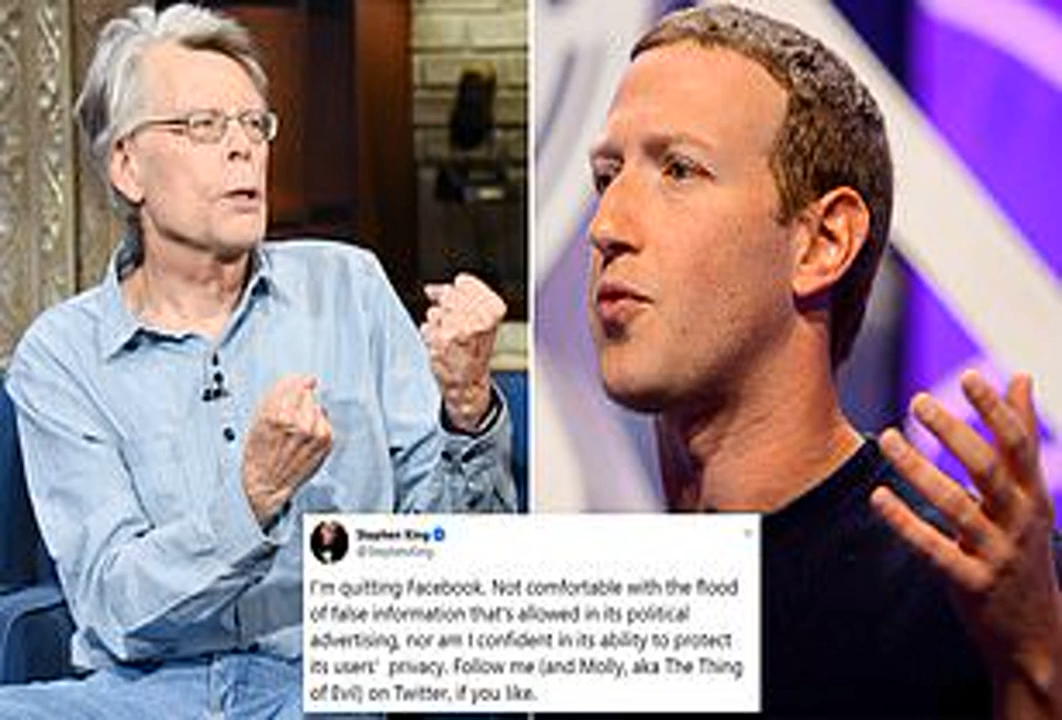 Stephen King
@StephenKing
I'm quitting Facebook. Not comfortable with the flood
of false information that's allowed in its political
advertising, nor am I confident in its ability to protect
its users' privacy. Follow me (and Molly, aka The Thing
of Evil) on Twitter, if you like.